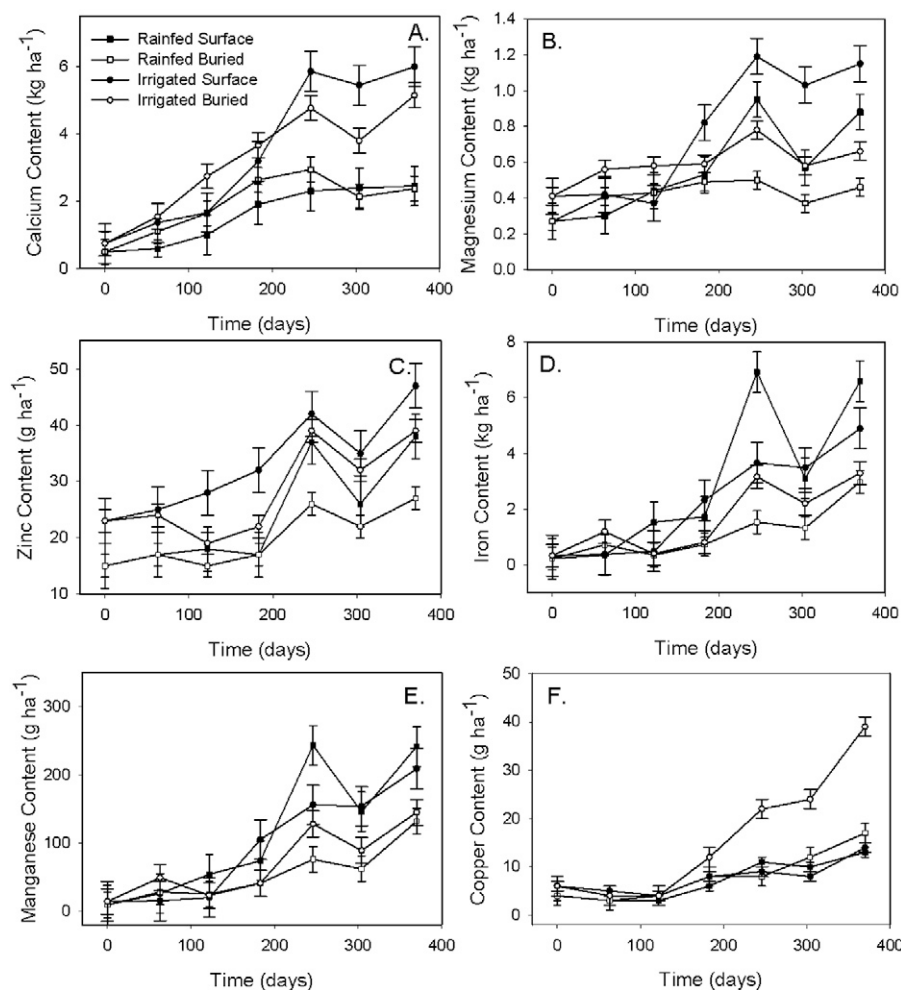 A.
Rainfed Surface
Rainfed Buried
Irrigated Surface
Irrigated Buried
Calcium Content (kg ha-1)
6
4
2
0
0 100 200 300 400
Time (days)
B.
Magnesium Content (kg ha-1)
1.4
1.2
1.0
0.8
0.6
0.4
0.2
0.0
0 100 200 300 400
Time (days)
C.
Zinc Content (g ha-1)
50
40
30
20
10
0 100 200 300 400
Time (days)
D.
Iron Content (kg ha-1)
8
6
4
2
0
0 100 200 300 400
Time (days)
E.
Manganese Content (g ha-1)
300
200
100
0
0 100 200 300 400
Time (days)
F.
Copper Content (g ha-1)
50
40
30
20
10
0
0 100 200 300 400
Time (days)